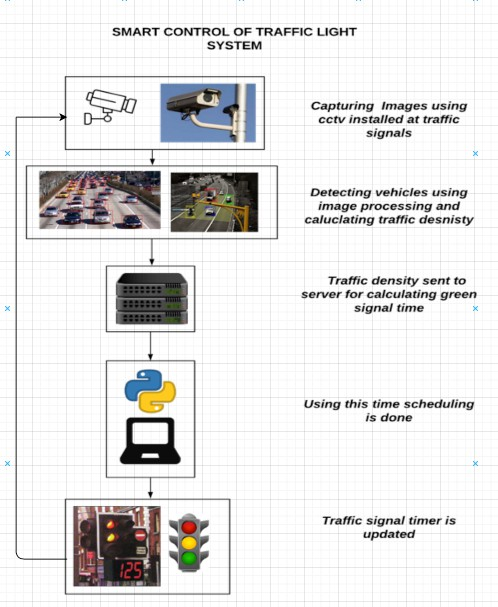 SMART CONTROL OF TRAFFIC LIGHT
SYSTEM
Capturing Images using
cctv installed at traffic
signals
Detecting vehicles using
image processing and
caluclating traffic desnisty
Traffic density sent to
server for calculating green
signal time
Using this time scheduling
is done
Traffic signal timer is
updated
125